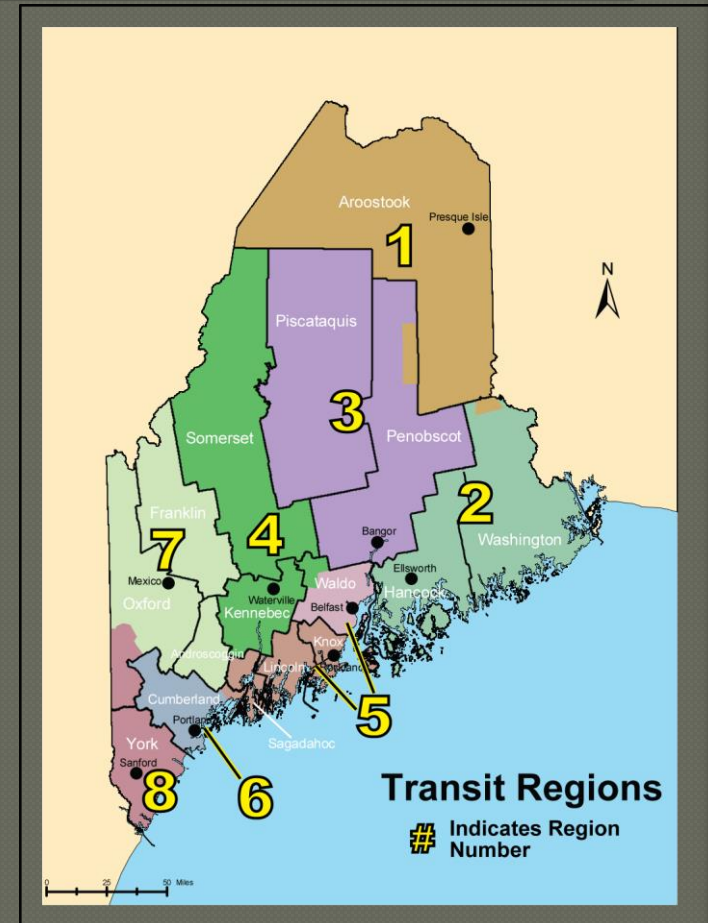 Aroostook
Presque Isle
1
N
Piscataquis
3
Penobscot
Somerset
2
Franklin
4
Washington
7
Bangor
Ellsworth
Mexico
Waldo
Hancock
Oxford
Waterville
Kennebec
Belfast
Knox
Androscoggin
Lincoln
Rockland
Cumberland
5
Portland
Sagadahoc
York
Sanford
8
6
Transit Regions
# Indicates Region
Number
0 25 50 Miles